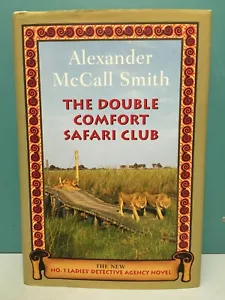 Alexander
McCall Smith
THE DOUBLE
COMFORT
SAFARI CLUB
THE NEW
NO. 1 LADIES' DETECTIVE AGENCY NOVEL